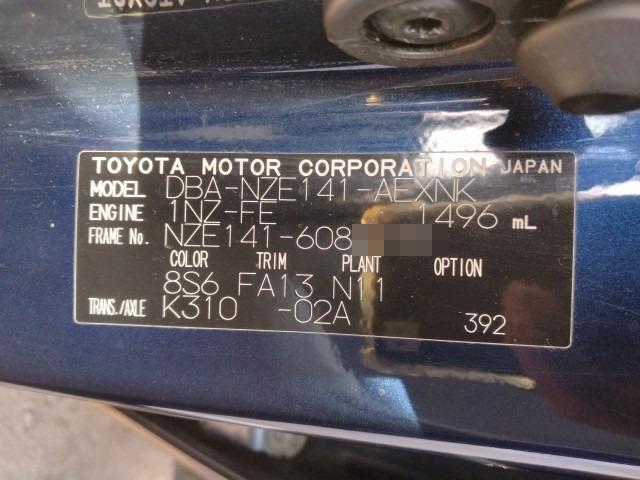 TOYOTA MOTOR CORPORATION JAPAN
MODEL DBA-NZE141-AEXNK
ENGINE 1NZ-FE 1496 mL
FRAME No. NZE141-608
COLOR TRIM PLANT OPTION
8S6 FA13 N11
TRANS./AXLE K310 -02A
392